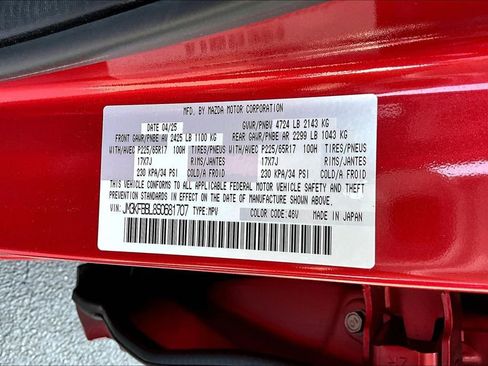 MFD. BY MAZDA MOTOR CORPORATION
DATE 04/25 GVWR/PNBV 4724 LB 2143 KG
FRONT GAWR/PNBE AV 2425 LB 1100 KG REAR GAWR/PNBE AR 2299 LB 1043 KG
WITH/AVEC P225/65R17 100H TIRES/PNEUS WITH/AVEC P225/65R17 100H TIRES/PNEUS
17X7J RIMS/JANTES 17X7J RIMS/JANTES
230 KPA/34 PSI COLD/A FROID 230 KPA/34 PSI COLD/A FROID
THIS VEHICLE CONFORMS TO ALL APPLICABLE FEDERAL MOTOR VEHICLE SAFETY AND THEFT
PREVENTION STANDARDS IN EFFECT ON THE DATE OF MANUFACTURE SHOWN ABOVE.
JM3KFBBL8S0681707 TYPE: MPV COLOR CODE: 46V MADE IN JAPAN